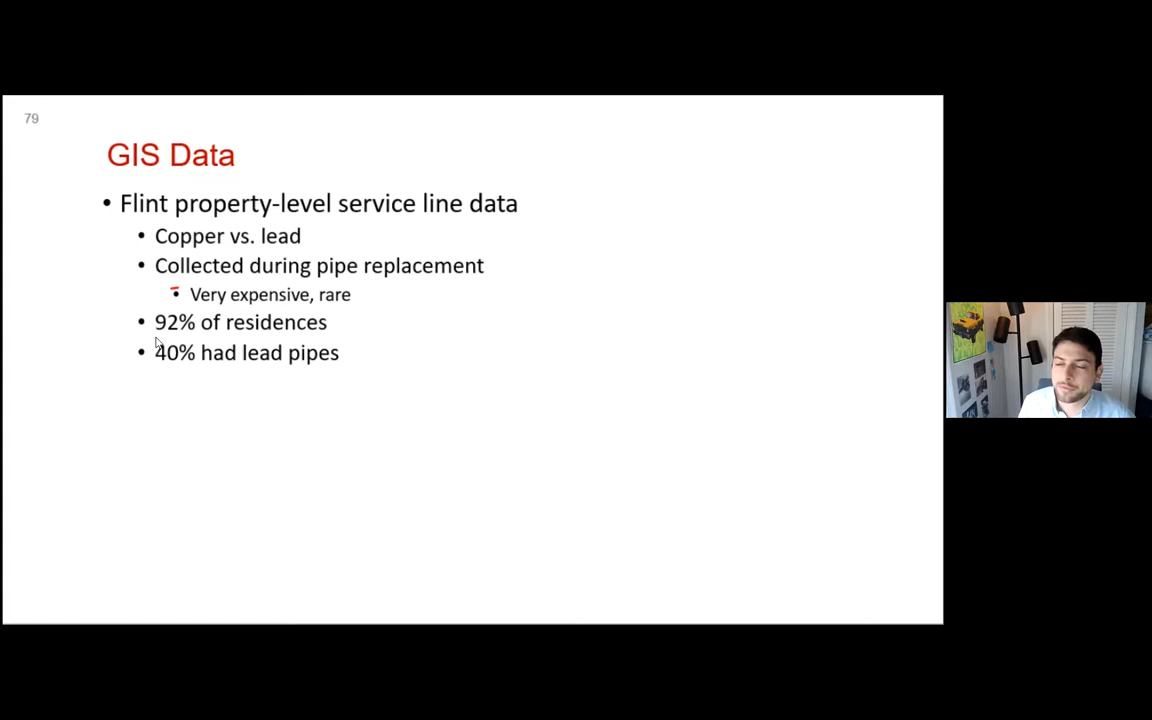 79
GIS Data
• Flint property-level service line data
• Copper vs. lead
• Collected during pipe replacement
• Very expensive, rare
• 92% of residences
• 40% had lead pipes